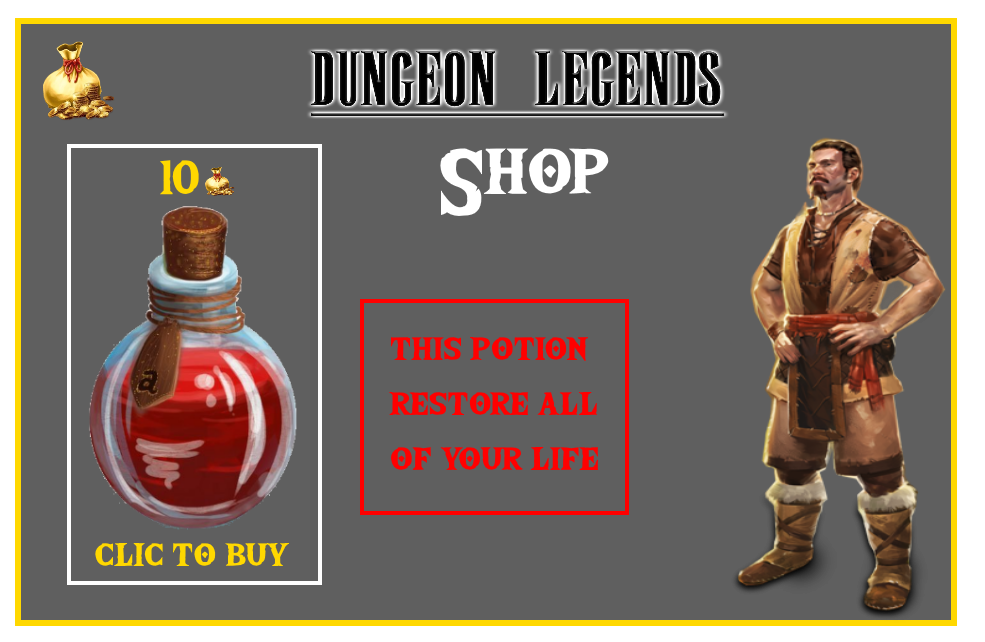 DUNGEON LEGENDS
SHOP
10
a
THIS POTION
RESTORE ALL
OF YOUR LIFE
CLIC TO BUY